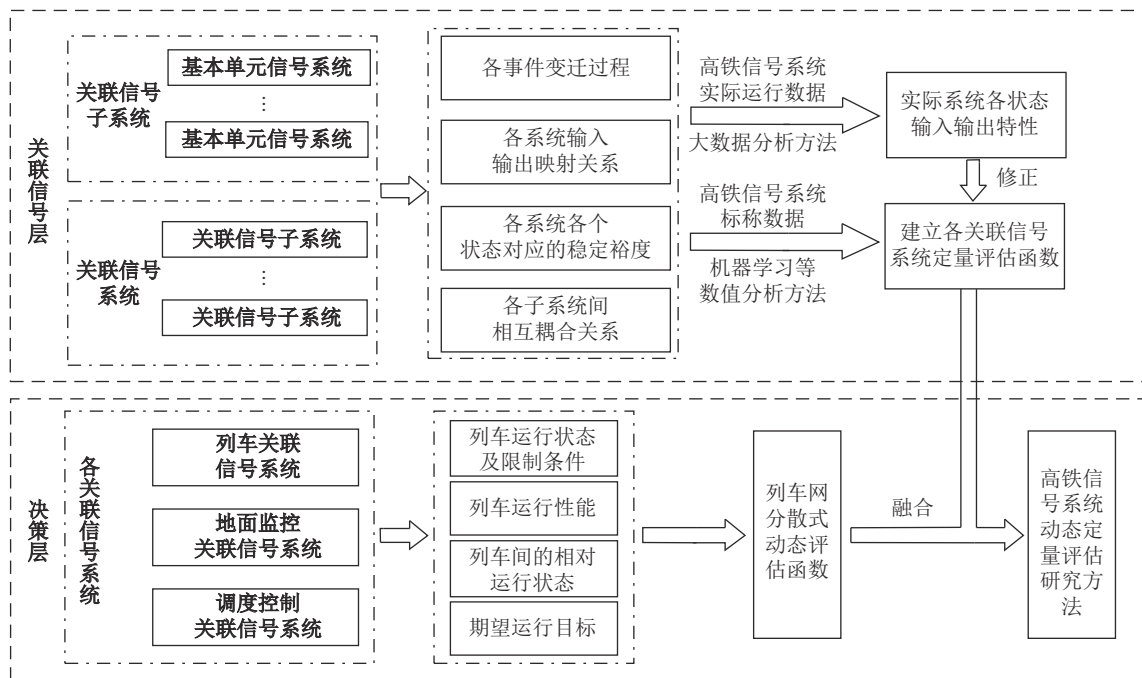 关联信号层
关联信号
子系统
基本单元信号系统
⋮
基本单元信号系统
关联信号
系统
关联信号子系统
⋮
关联信号子系统
各事件变迁过程
各系统输入
输出映射关系
各系统各个
状态对应的稳定裕度
各子系统间
相互耦合关系
高铁信号系统
实际运行数据
大数据分析方法
高铁信号系统
标称数据
机器学习等
数值分析方法
实际系统各状态
输入输出特性
修正
建立各关联信号
系统定量评估函数
决策层
各关联信号系统
列车关联
信号系统
地面监控
关联信号系统
调度控制
关联信号系统
列车运行状态
及限制条件
列车运行性能
列车间的相对
运行状态
期望运行目标
列车网
分散式
动态评
估函数
融合
高铁信
号系统
动态定
量评估
研究方
法